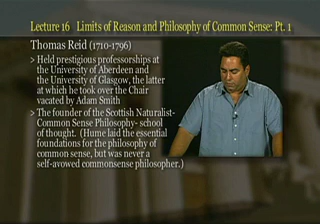 Lecture 16 Limits of Reason and Philosophy of Common Sense: Pt. 1
Thomas Reid (1710-1796)
> Held prestigious professorships at
the University of Aberdeen and
the University of Glasgow, the latter
at which he took over the Chair
vacated by Adam Smith
> The founder of the Scottish Naturalist-
Common Sense Philosophy- school
of thought. (Hume laid the essential
foundations for the philosophy of
common sense, but was never a
self-avowed commonsense philosopher.)